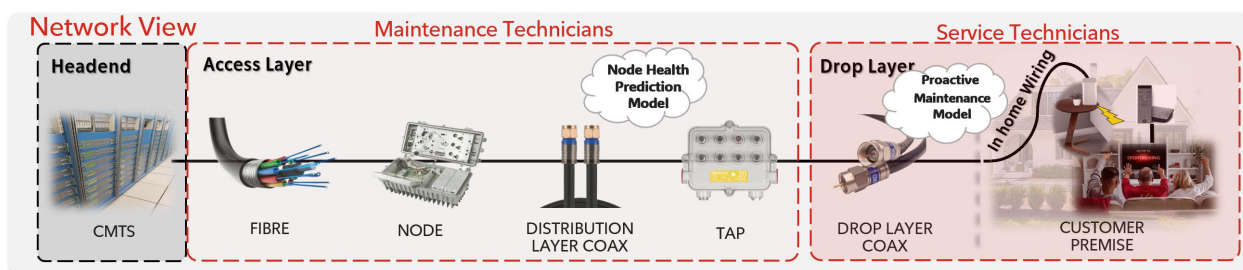 Network View
Maintenance Technicians
Service Technicians
Headend
Access Layer
Node Health
Prediction
Model
Drop Layer
Proactive
Maintenance
Model
In home Wiring
CMTS
FIBRE
NODE
DISTRIBUTION
LAYER COAX
TAP
DROP LAYER
COAX
CUSTOMER
PREMISE